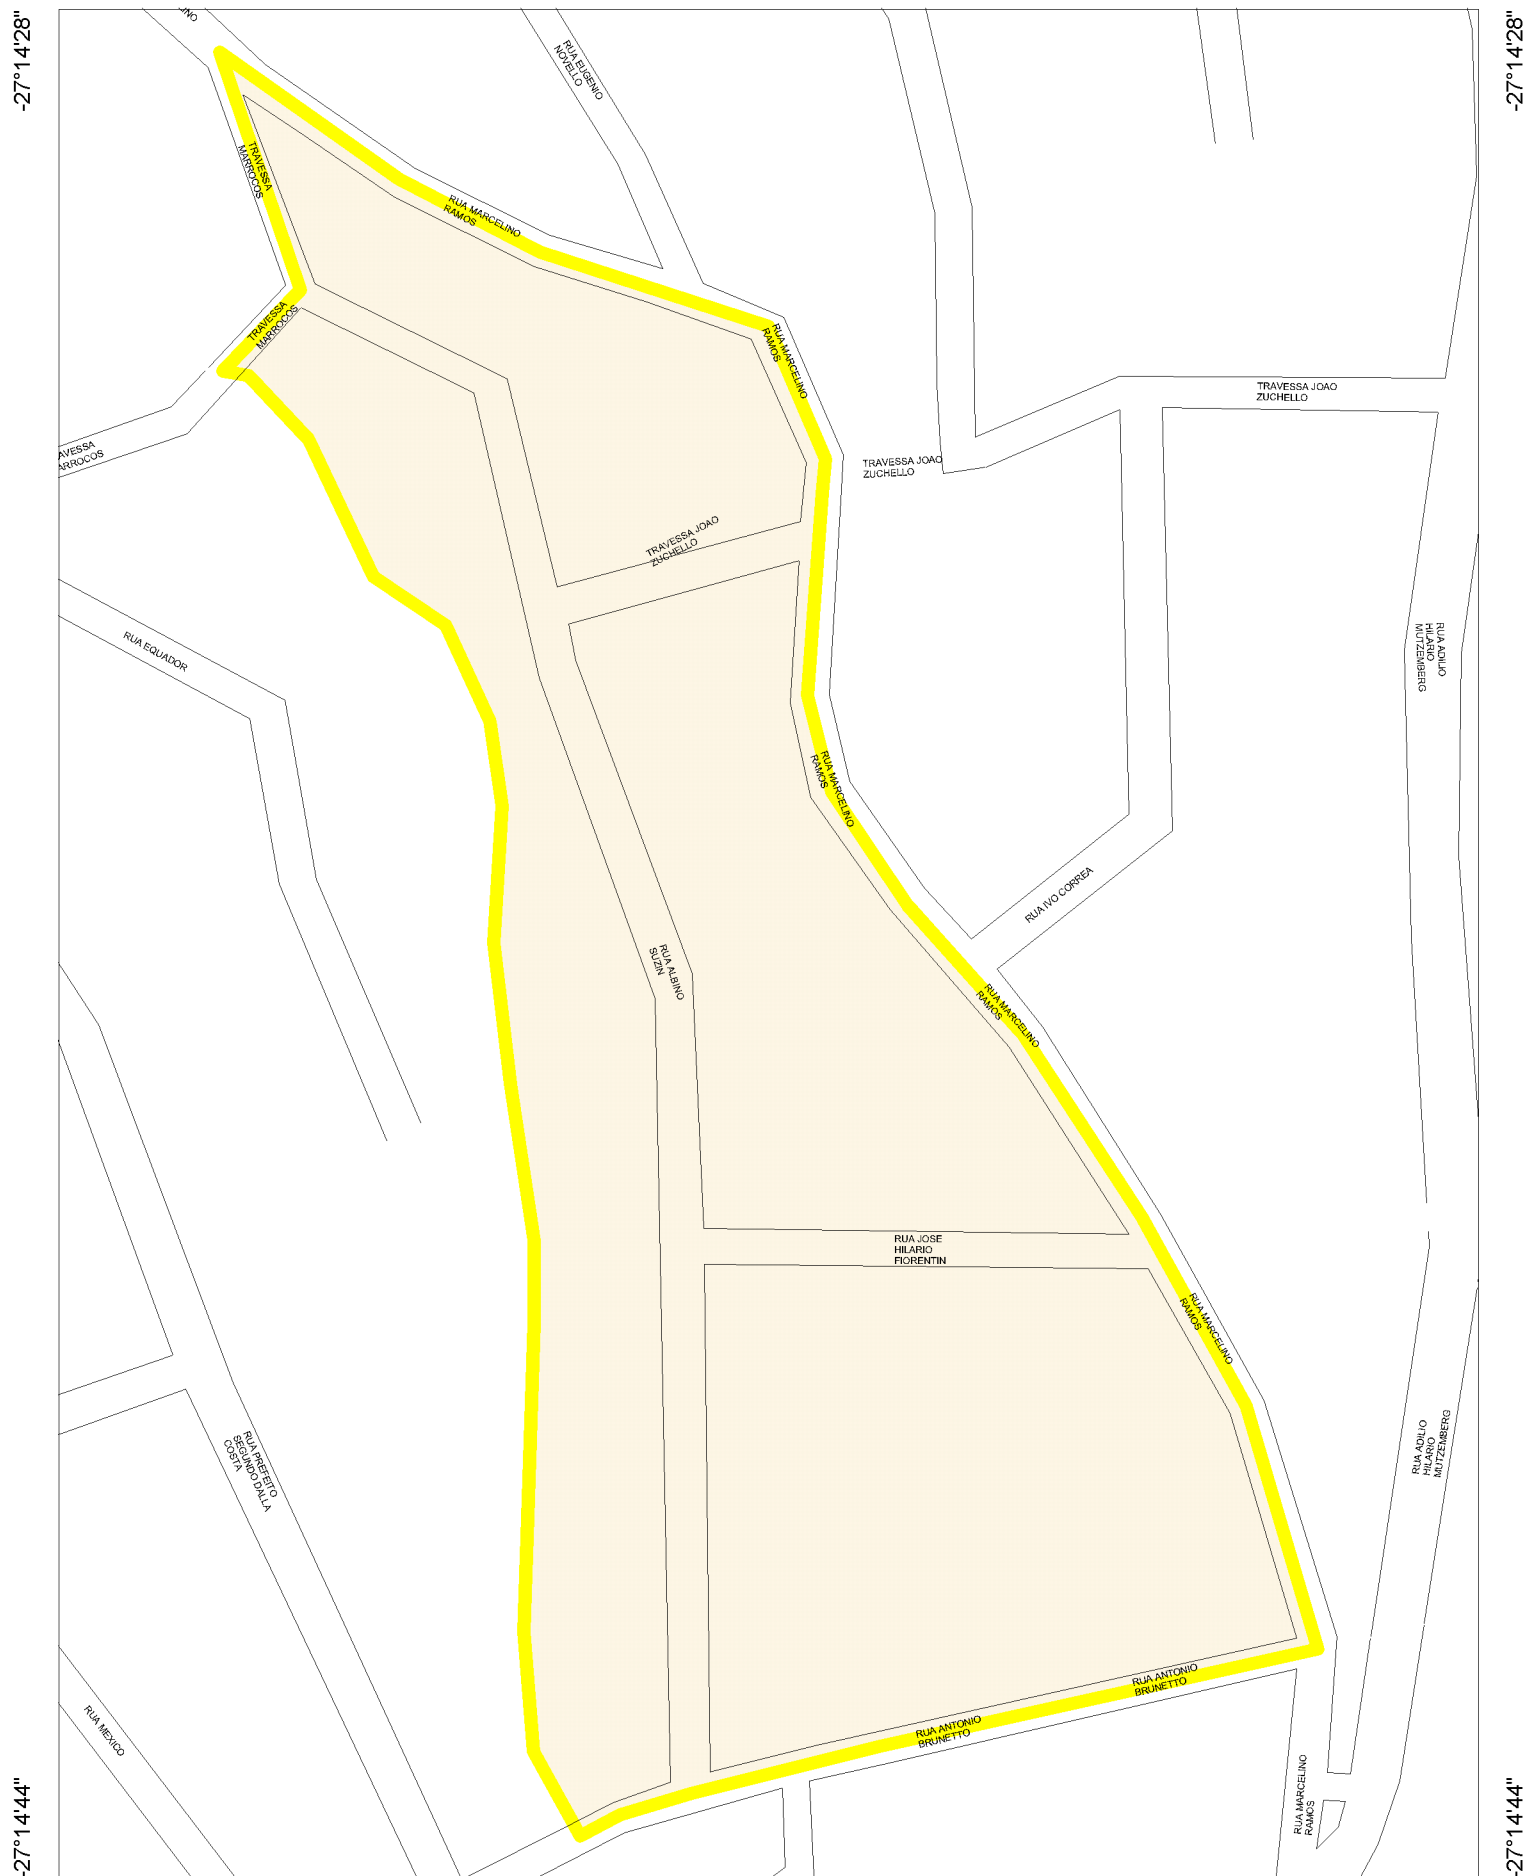 -27°14'28"
-27°14'28"
INO
RUA EUGENIO
NOVELLO
TRAVESSA
MARROCOS
RUA MARCELINO
RAMOS
TRAVESSA
MARROCOS
RUA MARCELINO
RAMOS
TRAVESSA JOAO
ZUCHELLO
AVESSA
ARROCOS
TRAVESSA JOAO
ZUCHELLO
TRAVESSA JOAO
ZUCHELLO
RUA EQUADOR
RUA ADILIO
HILARIO
MUTZEMBERG
RUA MARCELINO
RAMOS
RUA IVO CORREA
RUA ALBINO
SUZIN
RUA MARCELINO
RAMOS
RUA JOSE
HILARIO
FIORENTIN
RUA MARCELINO
RAMOS
RUA PREFEITO
SEGUNDO DALLA
COSTA
RUA ADILIO
HILARIO
MUTZEMBERG
RUA ANTONIO
BRUNETTO
RUA MEXICO
RUA ANTONIO
BRUNETTO
RUA MARCELINO
RAMOS
-27°14'44"
-27°14'44"